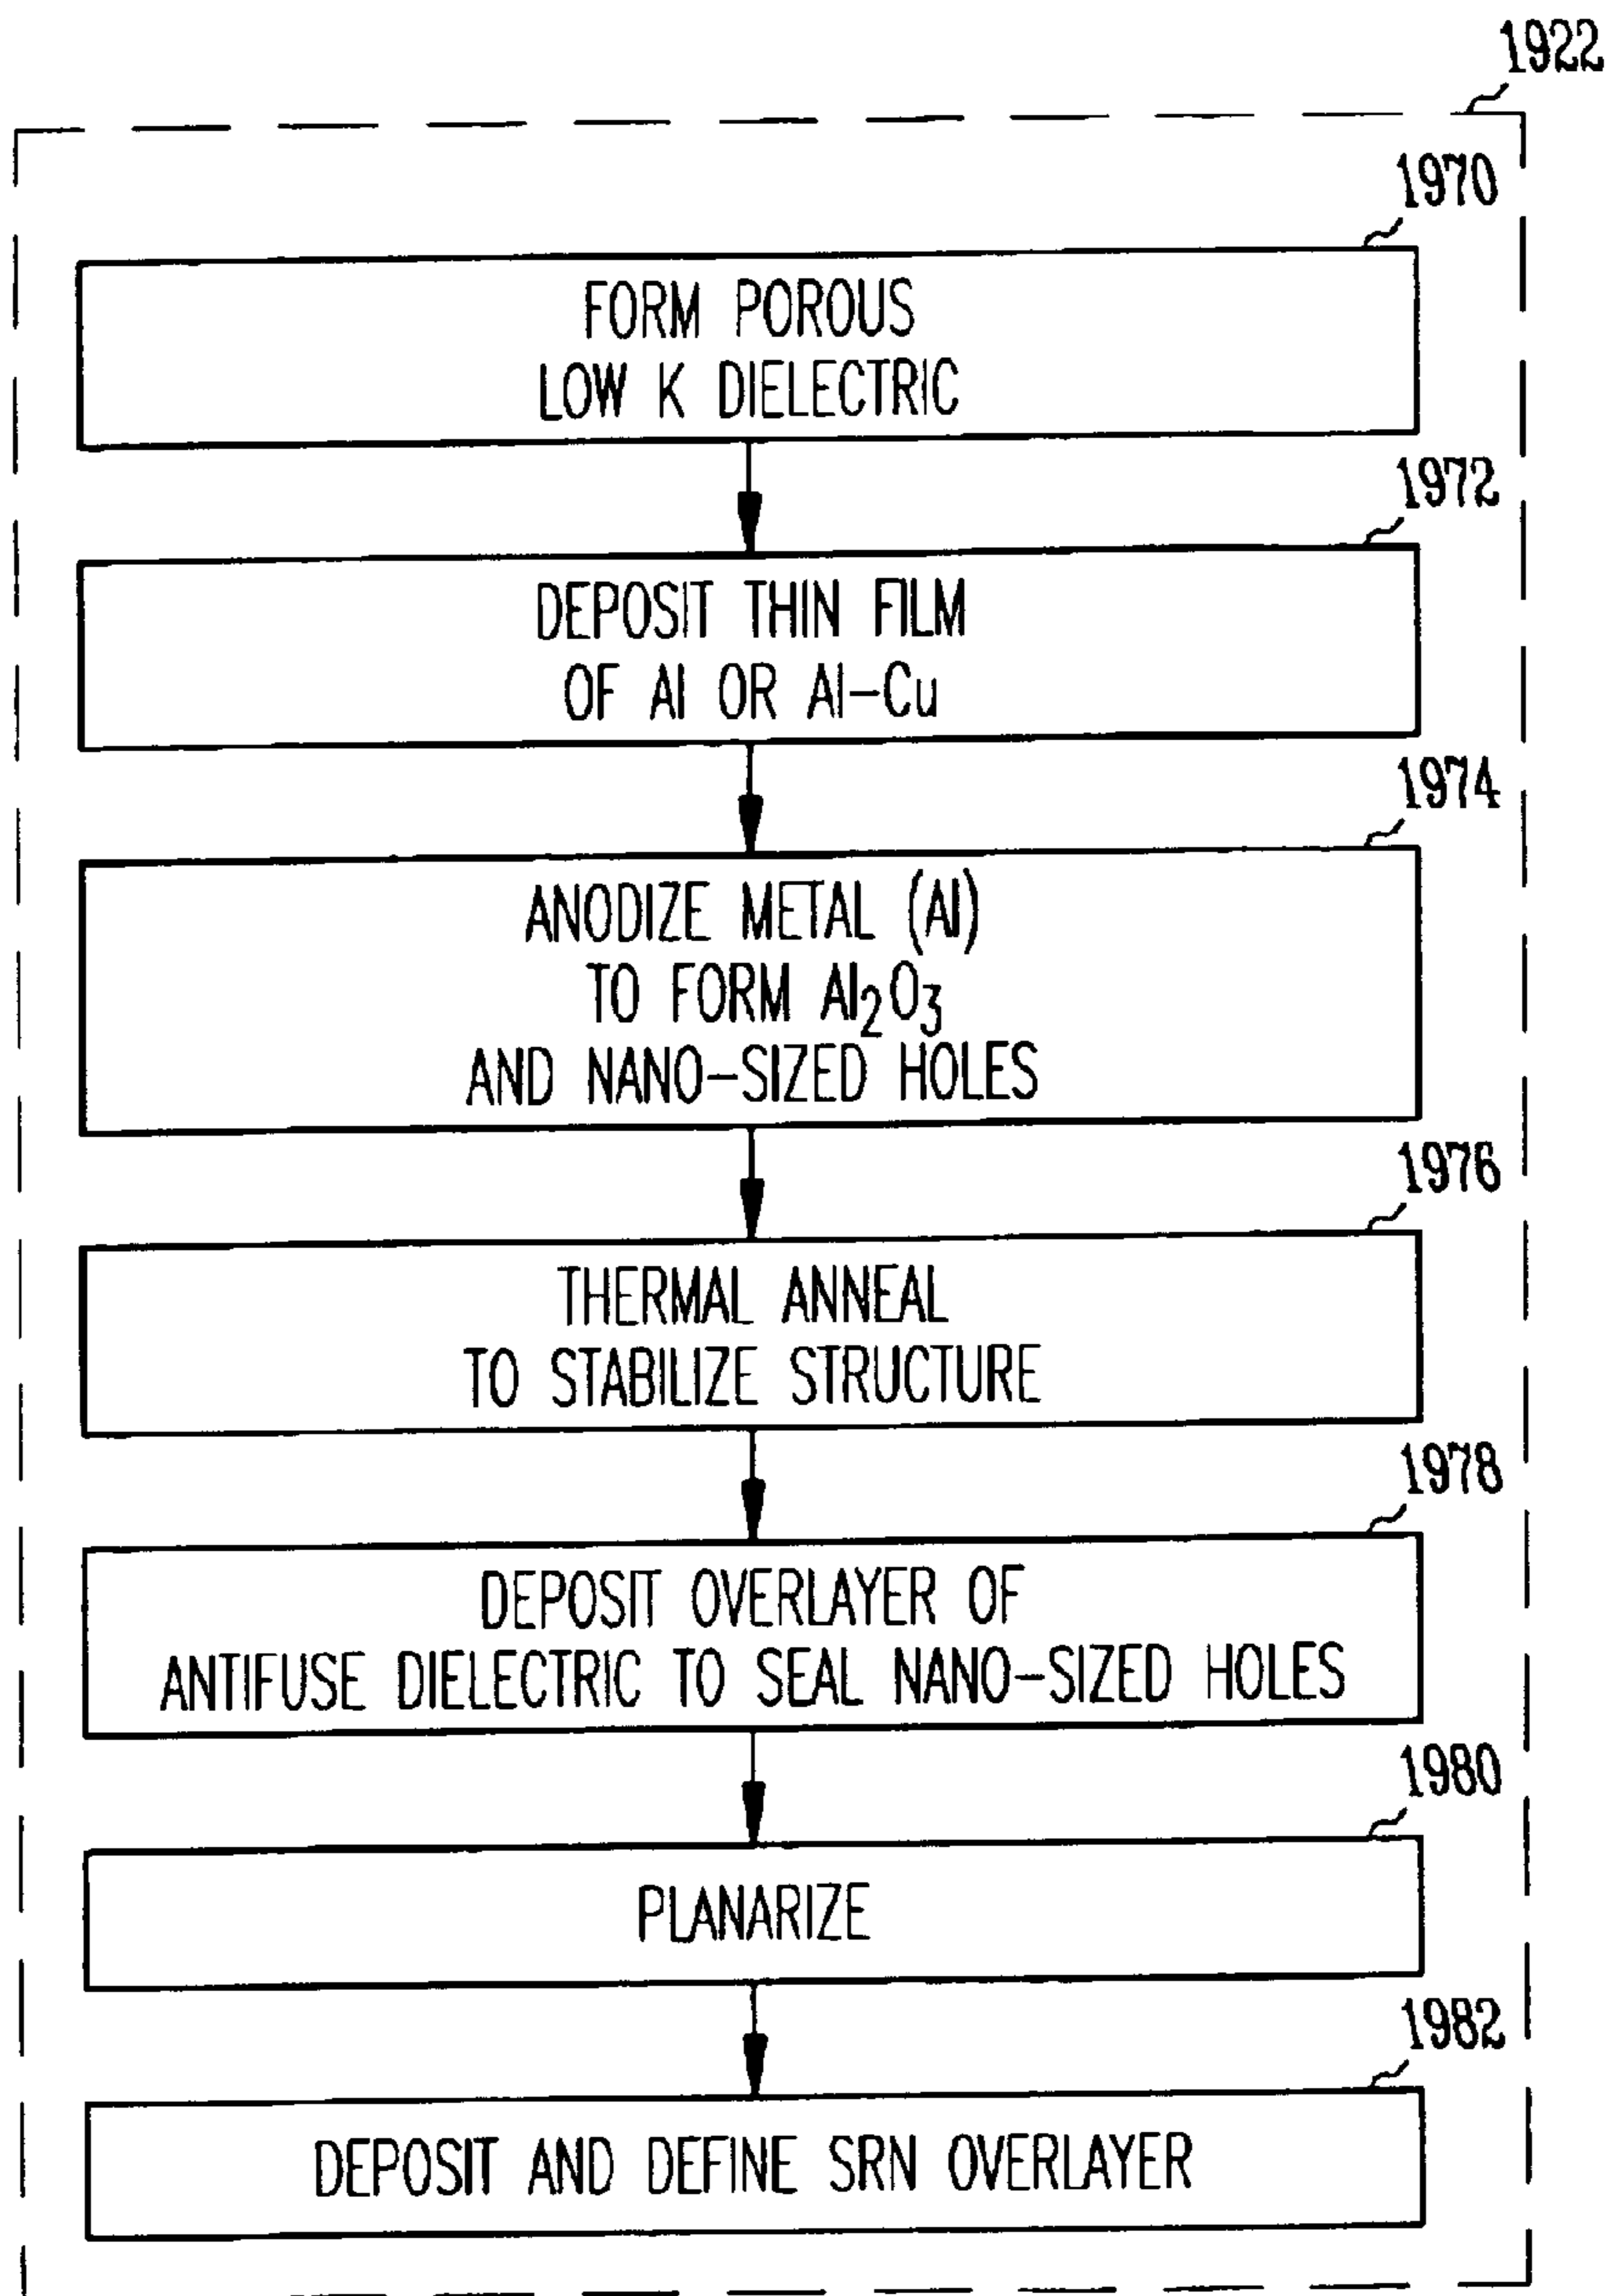 1922
1970
FORM POROUS
LOW K DIELECTRIC
1972
DEPOSIT THIN FILM
OF Al OR Al-Cu
1974
ANODIZE METAL (Al)
TO FORM Al₂O₃
AND NANO-SIZED HOLES
1976
THERMAL ANNEAL
TO STABILIZE STRUCTURE
1978
DEPOSIT OVERLAYER OF
ANTIFUSE DIELECTRIC TO SEAL NANO-SIZED HOLES
1980
PLANARIZE
1982
DEPOSIT AND DEFINE SRN OVERLAYER